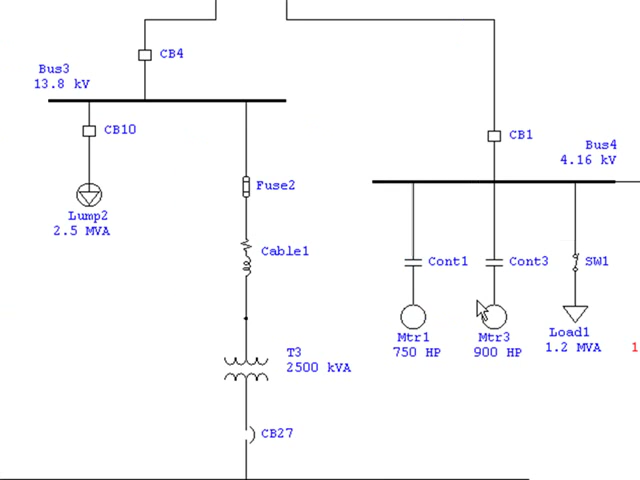 CB4
Bus3
13.8 kV
CB10
CB1
Bus4
4.16 kV
Fuse2
Lump2
2.5 MVA
Cable1
Cont1
Cont3
SW1
Mtr1
750 HP
Mtr3
900 HP
Load1
1.2 MVA
1
T3
2500 kVA
CB27